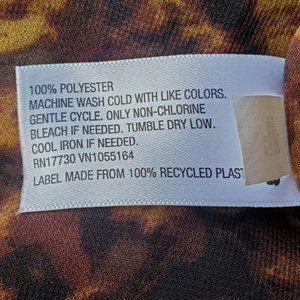 100% POLYESTER
MACHINE WASH COLD WITH LIKE COLORS.
GENTLE CYCLE. ONLY NON-CHLORINE
BLEACH IF NEEDED. TUMBLE DRY LOW.
COOL IRON IF NEEDED.
RN17730 VN1055164
LABEL MADE FROM 100% RECYCLED PLAST